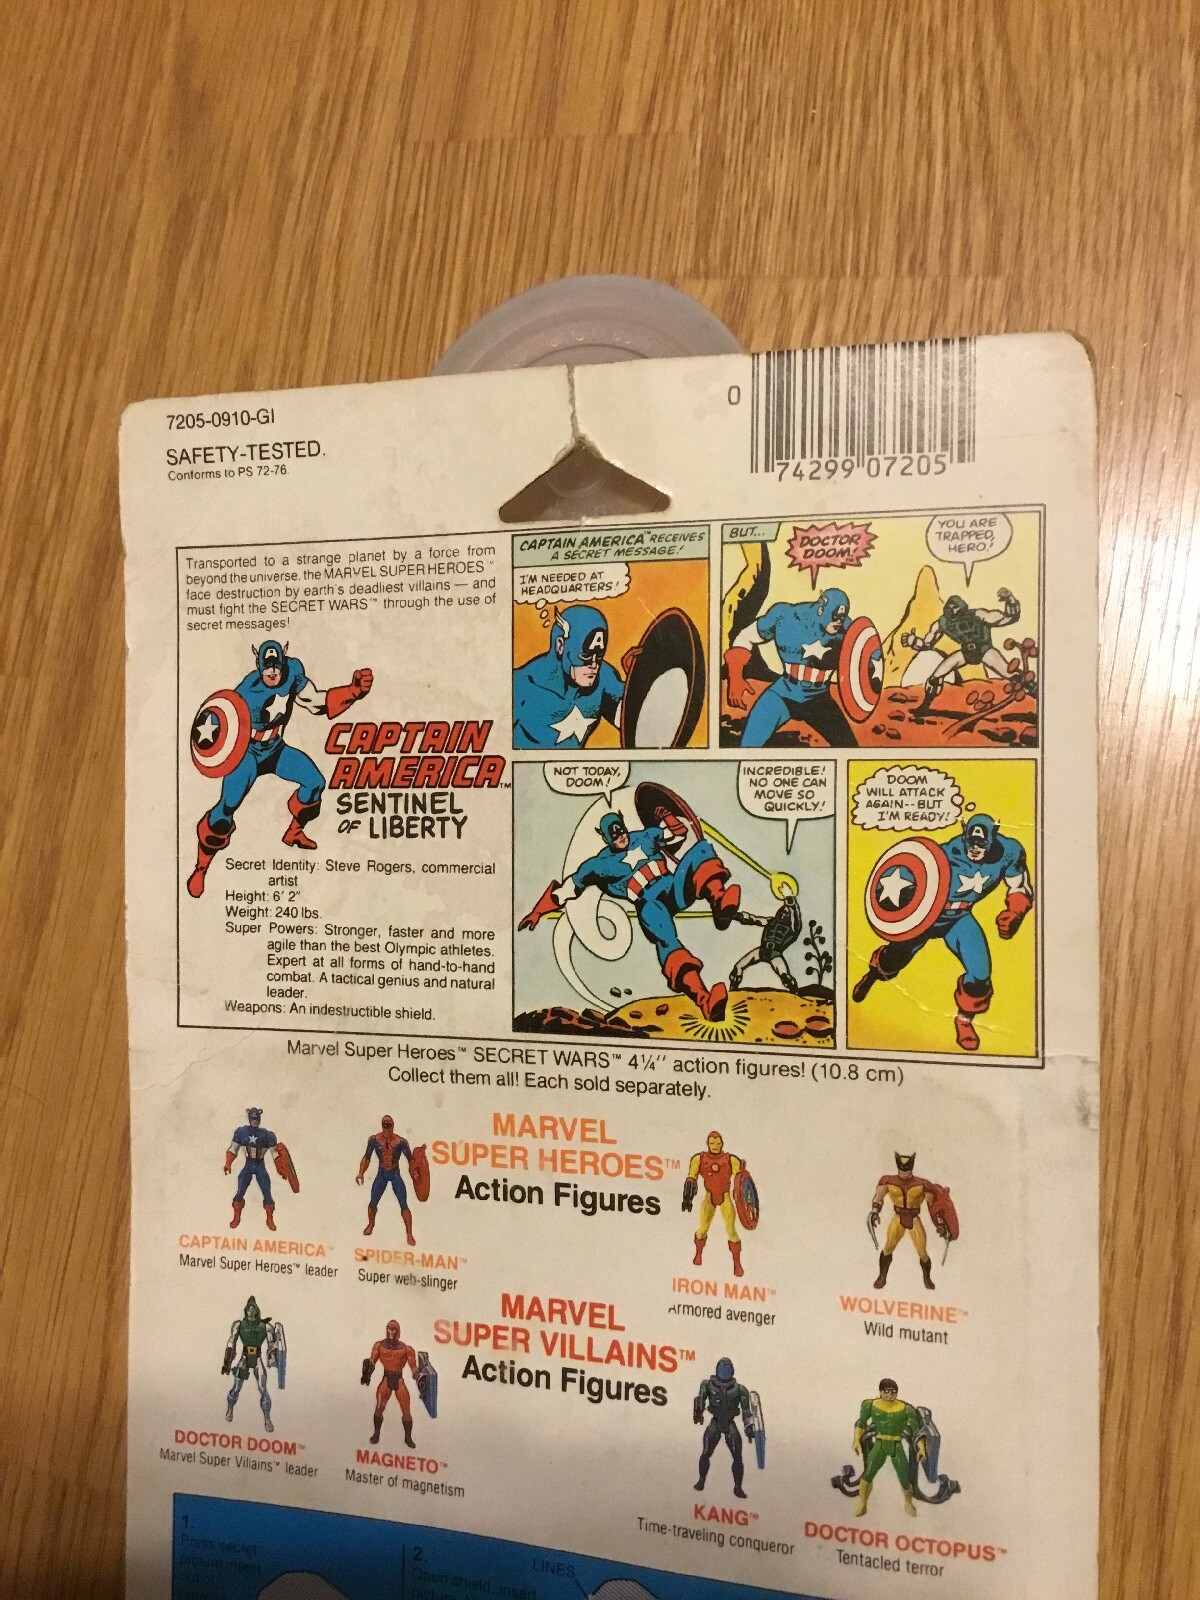 7205-0910-GI
SAFETY-TESTED.
Conforms to PS 72-76.
0
74299 07205
Transported to a strange planet by a force from
beyond the universe, the MARVEL SUPER HEROES™
face destruction by earth's deadliest villains — and
must fight the SECRET WARS™ through the use of
secret messages!
CAPTAIN
AMERICA™
SENTINEL
OF LIBERTY
Secret Identity: Steve Rogers, commercial
artist
Height: 6' 2"
Weight: 240 lbs.
Super Powers: Stronger, faster and more
agile than the best Olympic athletes.
Expert at all forms of hand-to-hand
combat. A tactical genius and natural
leader.
Weapons: An indestructible shield.
CAPTAIN AMERICA™ RECEIVES
A SECRET MESSAGE!
I'M NEEDED AT
HEADQUARTERS!
A
BUT...
DOCTOR
DOOM!™
YOU ARE
TRAPPED,
HERO!
NOT TODAY,
DOOM!
INCREDIBLE!
NO ONE CAN
MOVE SO
QUICKLY!
DOOM
WILL ATTACK
AGAIN--BUT
I'M READY!
A
Marvel Super Heroes™ SECRET WARS™ 4¼" action figures! (10.8 cm)
Collect them all! Each sold separately.
MARVEL
SUPER HEROES™
Action Figures
CAPTAIN AMERICA™
Marvel Super Heroes™ leader
SPIDER-MAN™
Super web-slinger
IRON MAN™
Armored avenger
WOLVERINE™
Wild mutant
MARVEL
SUPER VILLAINS™
Action Figures
DOCTOR DOOM™
Marvel Super Villains™ leader
MAGNETO™
Master of magnetism
KANG™
Time-traveling conqueror
DOCTOR OCTOPUS™
Tentacled terror
1.
Press secret
picture insert
2.
Open shield, insert
LINES